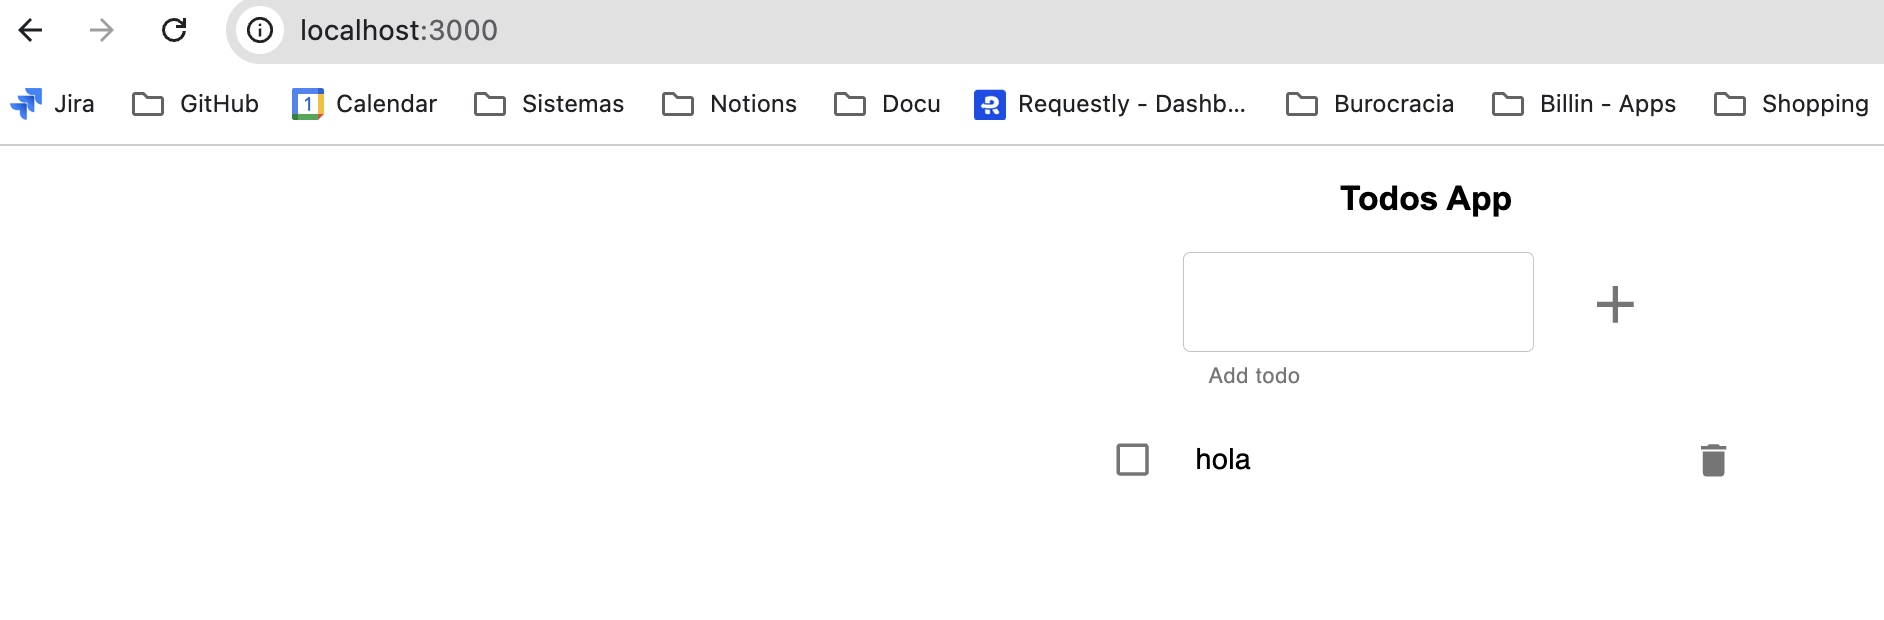 localhost:3000
Jira GitHub 1 Calendar Sistemas Notions Docu Requestly - Dashb... Burocracia Billin - Apps Shopping
Todos App
Add todo
hola